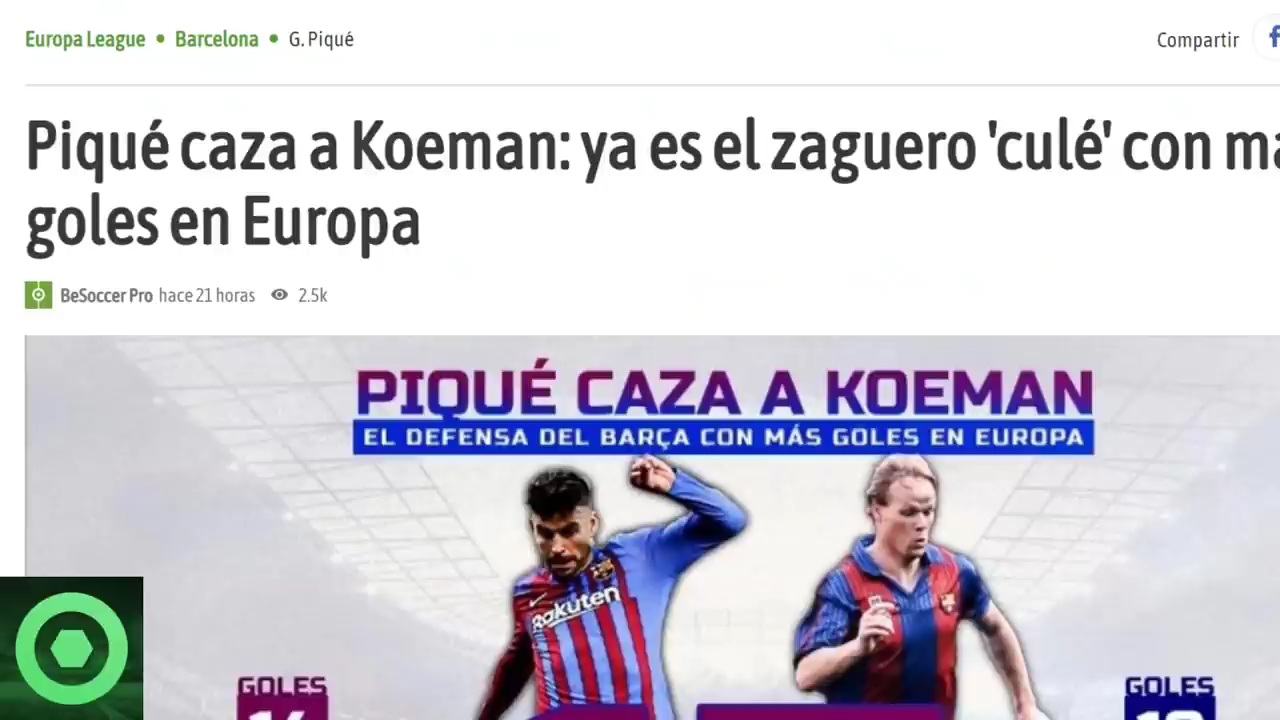 Europa League • Barcelona • G. Piqué
Compartir
Piqué caza a Koeman: ya es el zaguero 'culé' con
goles en Europa
BeSoccer Pro hace 21 horas 2.5k
PIQUÉ CAZA A KOEMAN
EL DEFENSA DEL BARÇA CON MÁS GOLES EN EUROPA
Rakuten
GOLES
GOLES